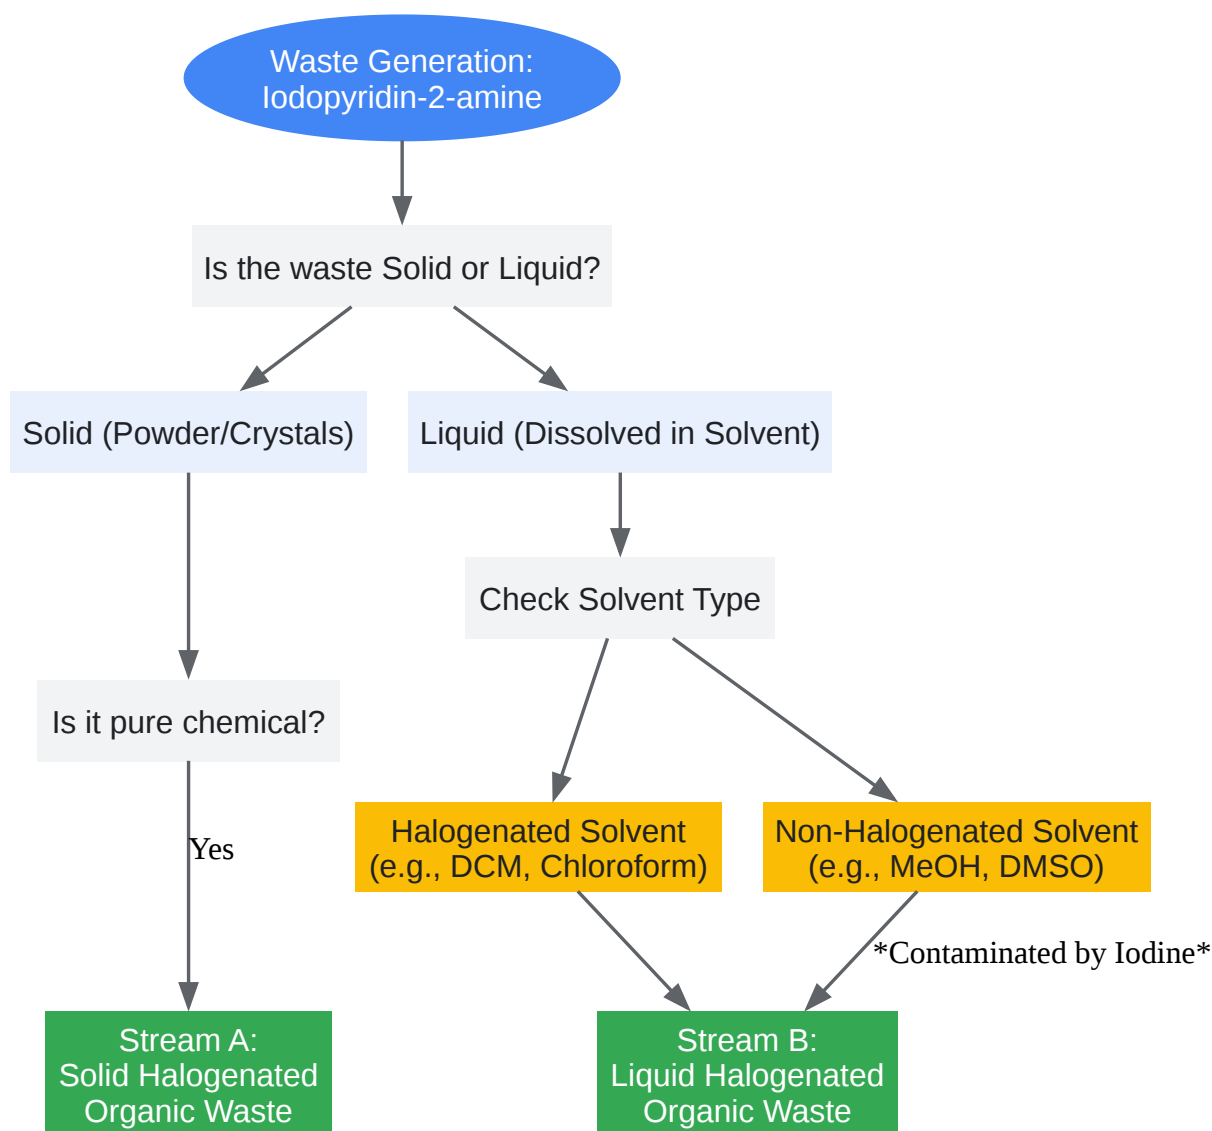 Waste Generation:
Iodopyridin-2-amine
Is the waste Solid or Liquid?
Solid (Powder/Crystals)
Liquid (Dissolved in Solvent)
Check Solvent Type
Is it pure chemical?
Halogenated Solvent
(e.g., DCM, Chloroform)
Non-Halogenated Solvent
(e.g., MeOH, DMSO)
Yes
*Contaminated by Iodine*
Stream A:
Solid Halogenated
Organic Waste
Stream B:
Liquid Halogenated
Organic Waste